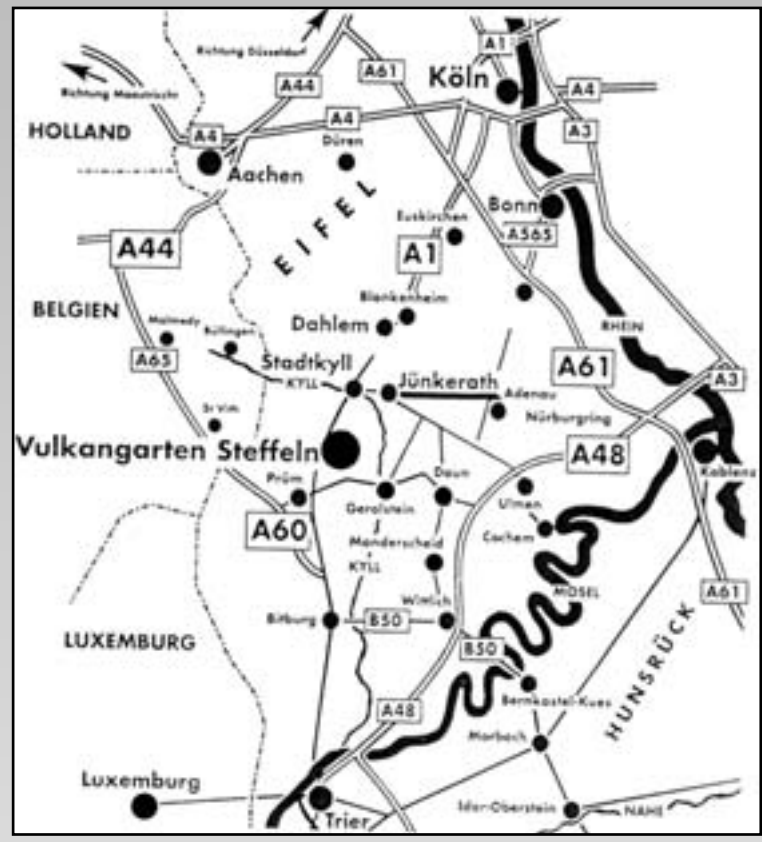 Richtung Düsseldorf
A1
A61
Köln
A44
A4
Richtung Maastricht
A4
HOLLAND
A4
A3
Düren
Aachen
EIFEL
Bonn
Euskirchen
A565
A44
A1
Blankenheim
BELGIEN
Malmedy
Büllingen
Dahlem
RHEIN
A65
Stadtkyll
A61
KYLL
Jünkerath
A3
Adenau
St Vith
Nürburgring
Vulkangarten Steffeln
A48
Koblenz
Daun
Prüm
Ulmen
Gerolstein
A60
Cochem
Manderscheid
KYLL
MOSEL
A61
Wittlich
Bitburg
B50
LUXEMBURG
B50
HUNSRÜCK
Bernkastel-Kues
A48
Morbach
Luxemburg
Idar-Oberstein
NAHE
Trier